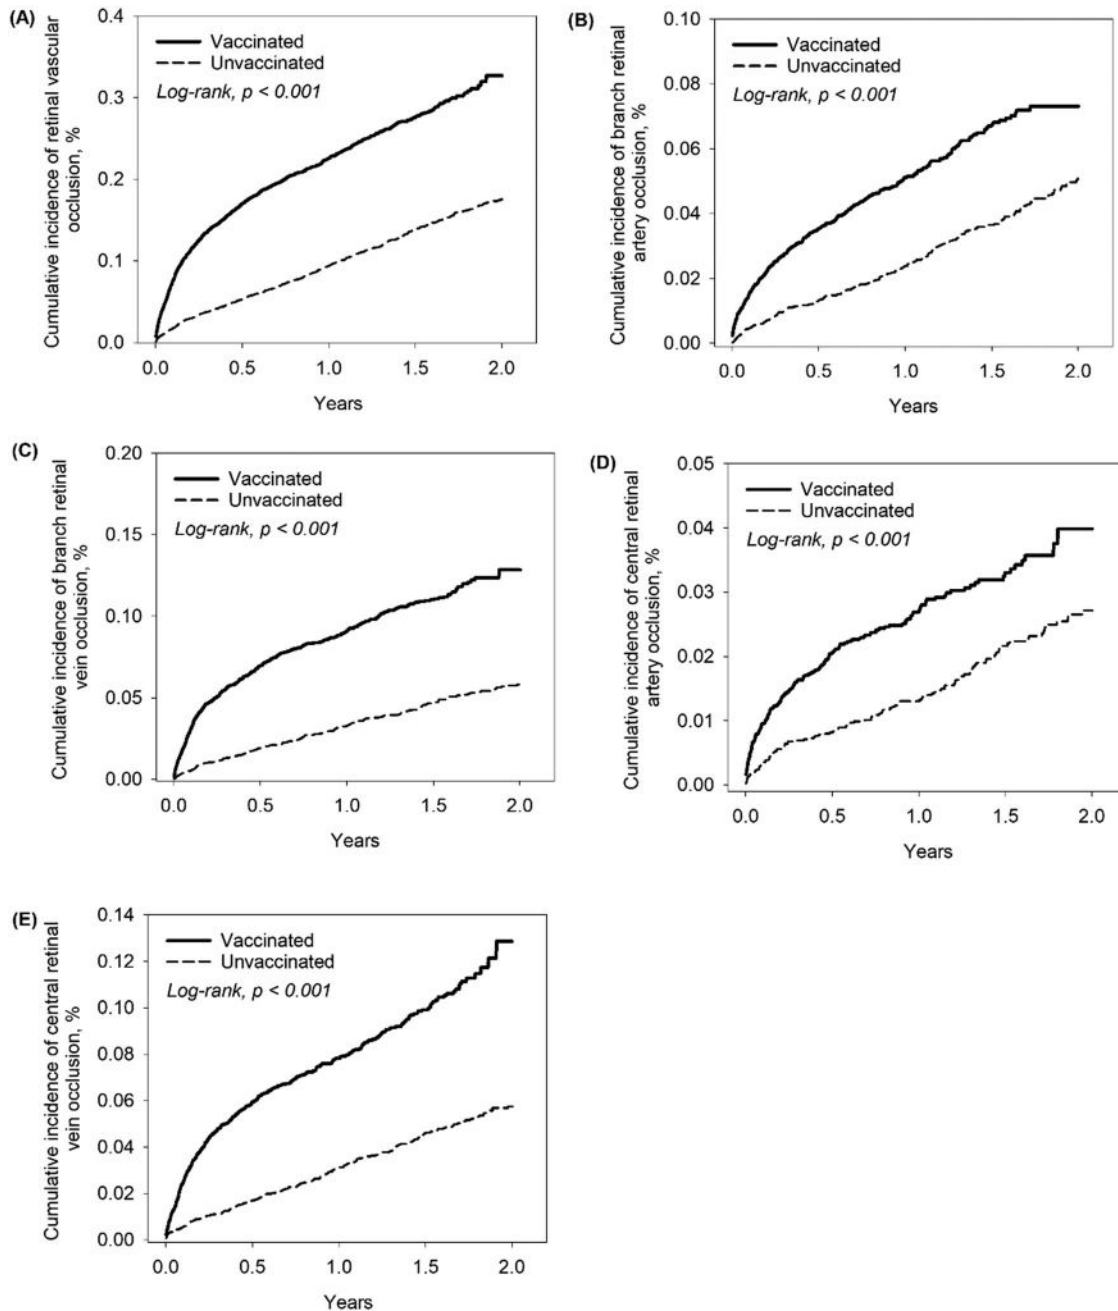 (A)
Cumulative incidence of retinal vascular
occlusion, %
0.4
0.3
0.2
0.1
0.0
Vaccinated
Unvaccinated
Log-rank, p < 0.001
0.0 0.5 1.0 1.5 2.0
Years
(B)
Cumulative incidence of branch retinal
artery occlusion, %
0.10
0.08
0.06
0.04
0.02
0.00
Vaccinated
Unvaccinated
Log-rank, p < 0.001
0.0 0.5 1.0 1.5 2.0
Years
(C)
Cumulative incidence of branch retinal
vein occlusion, %
0.20
0.15
0.10
0.05
0.00
Vaccinated
Unvaccinated
Log-rank, p < 0.001
0.0 0.5 1.0 1.5 2.0
Years
(D)
Cumulative incidence of central retinal
artery occlusion, %
0.05
0.04
0.03
0.02
0.01
0.00
Vaccinated
Unvaccinated
Log-rank, p < 0.001
0.0 0.5 1.0 1.5 2.0
Years
(E)
Cumulative incidence of central retinal
vein occlusion, %
0.14
0.12
0.10
0.08
0.06
0.04
0.02
0.00
Vaccinated
Unvaccinated
Log-rank, p < 0.001
0.0 0.5 1.0 1.5 2.0
Years